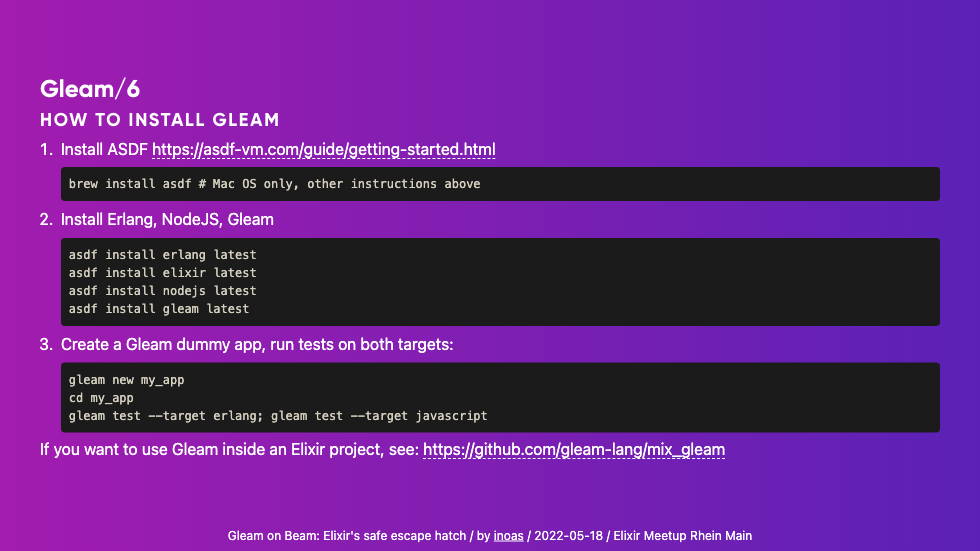 Gleam/6
HOW TO INSTALL GLEAM
1. Install ASDF https://asdf-vm.com/guide/getting-started.html
brew install asdf # Mac OS only, other instructions above
2. Install Erlang, NodeJS, Gleam
asdf install erlang latest
asdf install elixir latest
asdf install nodejs latest
asdf install gleam latest
3. Create a Gleam dummy app, run tests on both targets:
gleam new my_app
cd my_app
gleam test --target erlang; gleam test --target javascript
If you want to use Gleam inside an Elixir project, see: https://github.com/gleam-lang/mix_gleam
Gleam on Beam: Elixir's safe escape hatch / by inoas / 2022-05-18 / Elixir Meetup Rhein Main